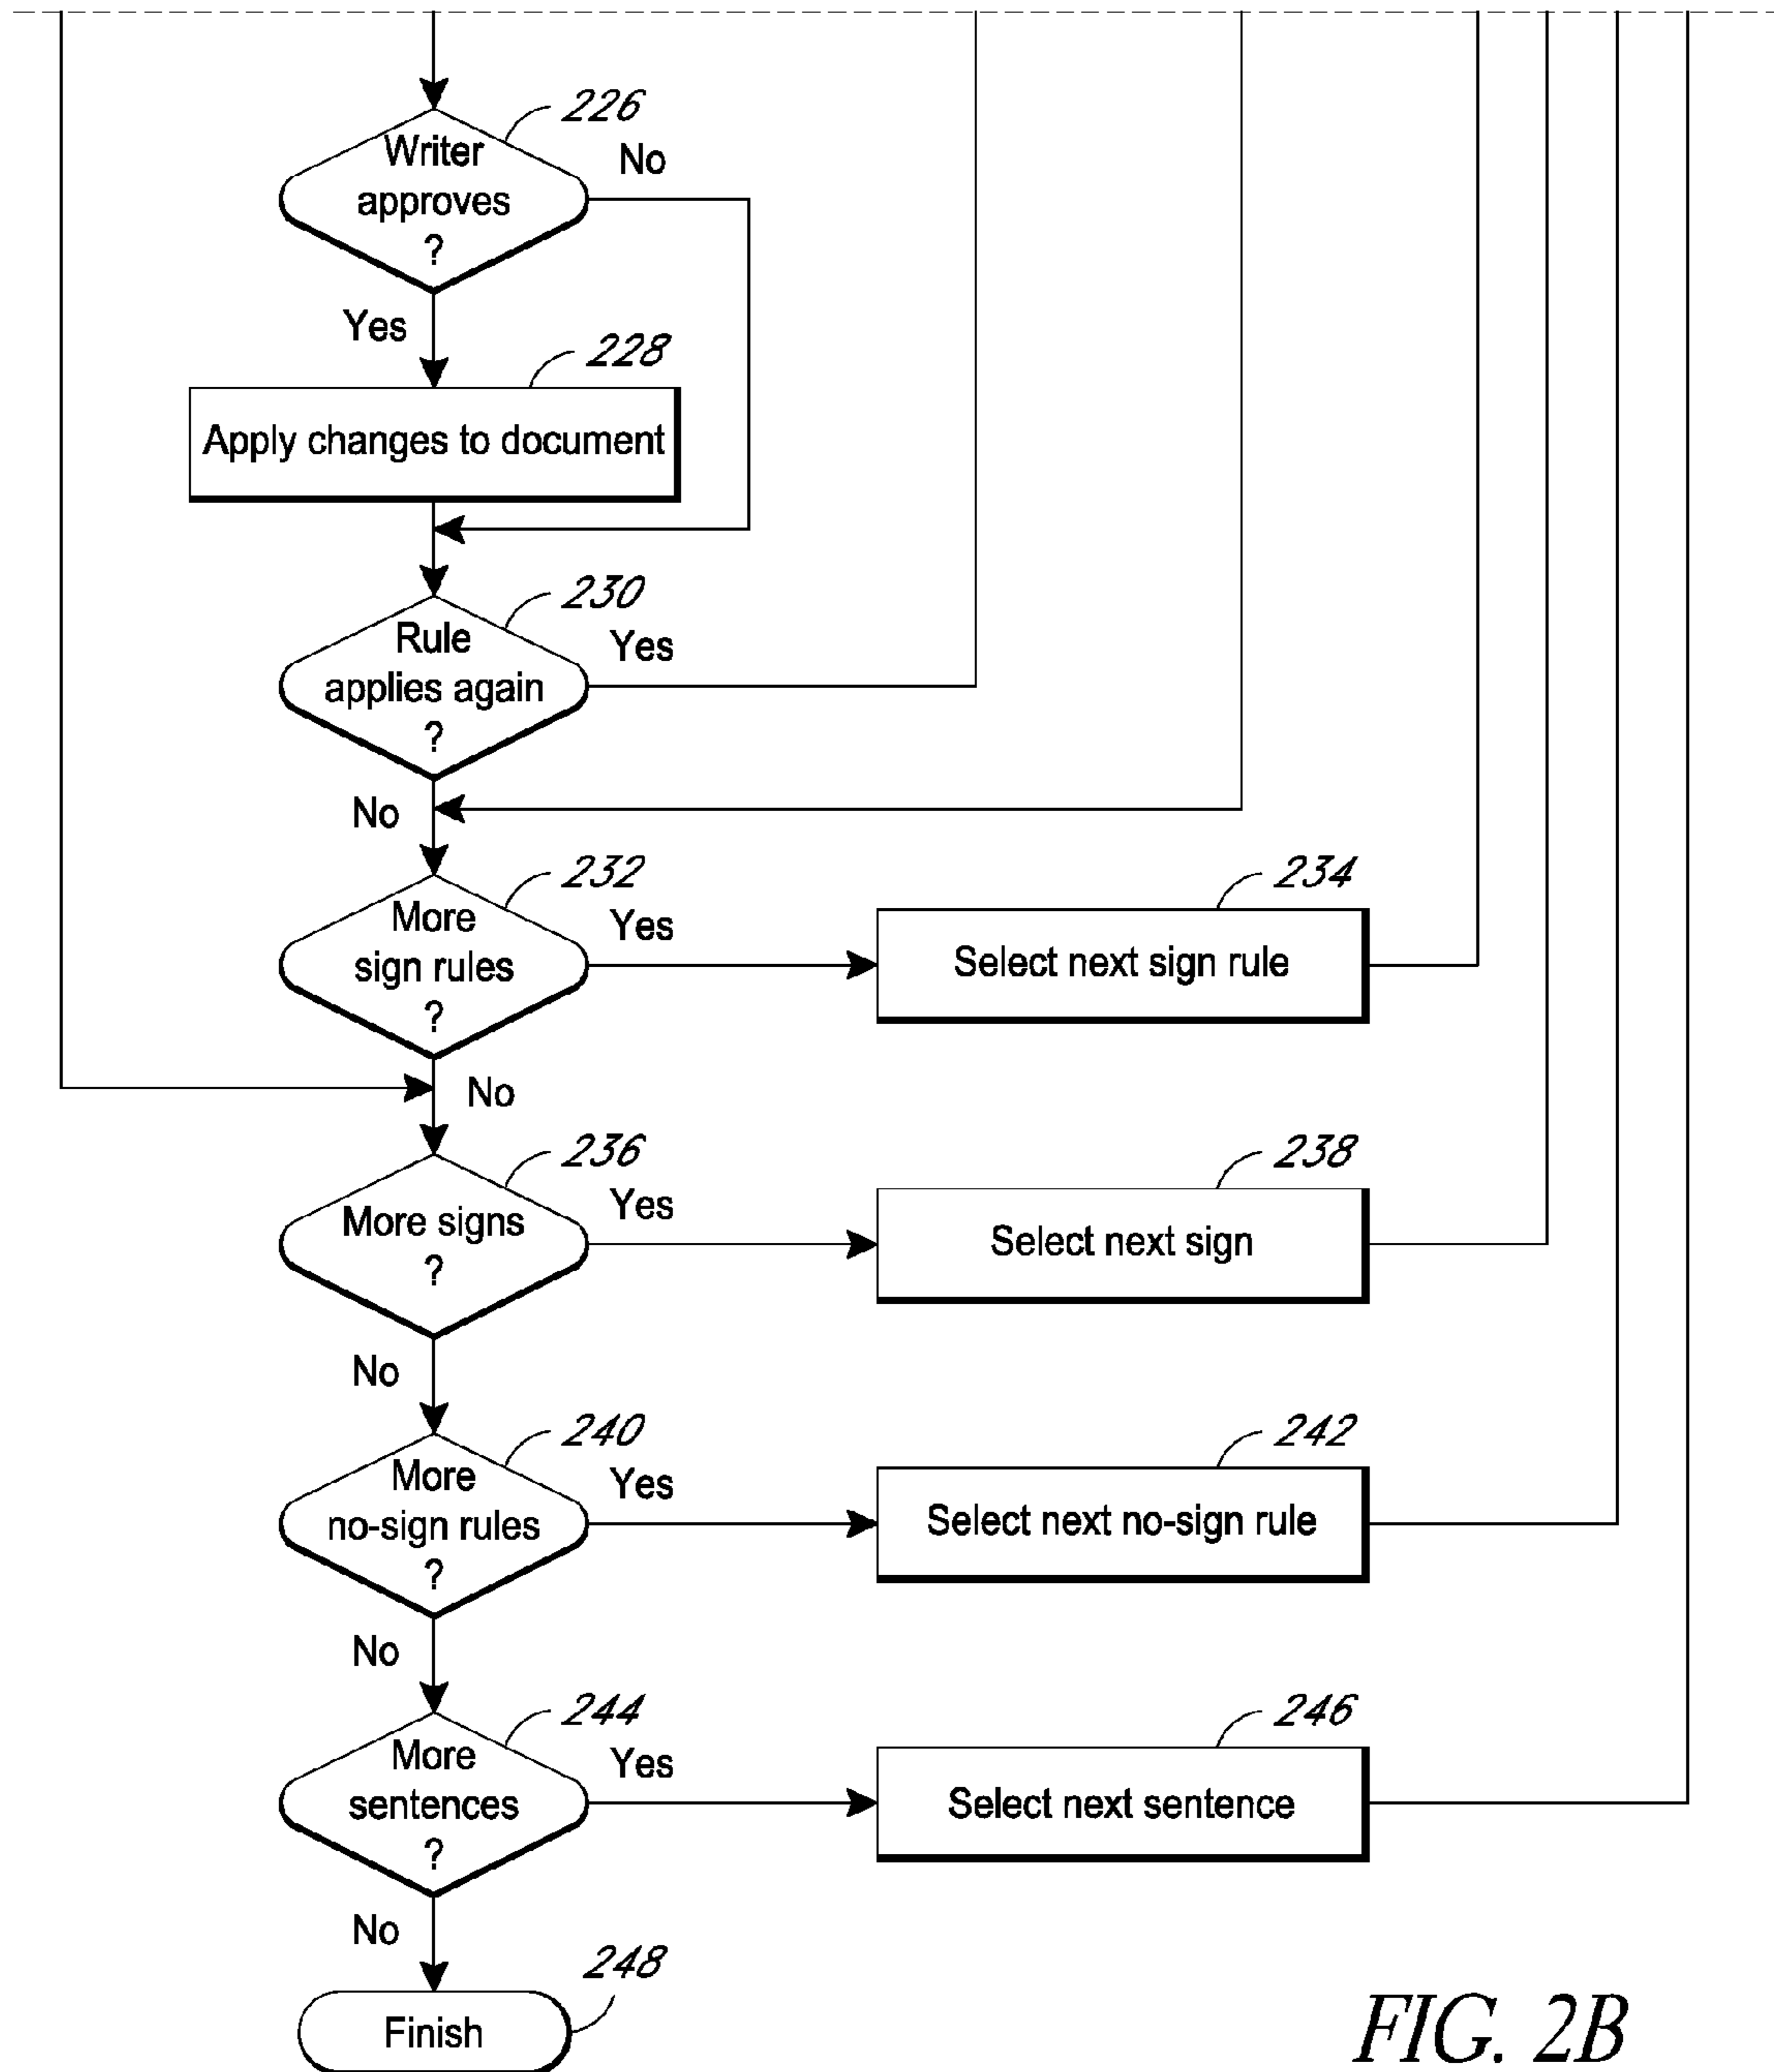 226
Writer
approves
?
No
Yes
228
Apply changes to document
230
Rule
applies again
?
Yes
No
232
More
sign rules
?
Yes
234
Select next sign rule
No
236
More signs
?
Yes
238
Select next sign
No
240
More
no-sign rules
?
Yes
242
Select next no-sign rule
No
244
More
sentences
?
Yes
246
Select next sentence
No
248
Finish
FIG. 2B